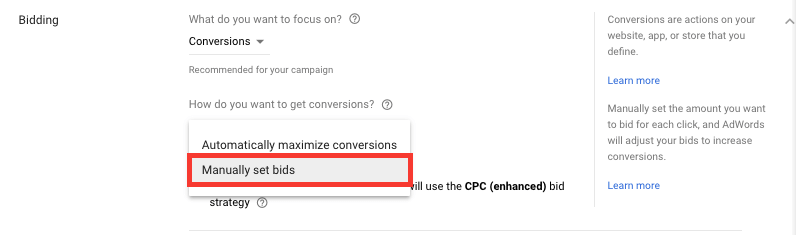 Bidding
What do you want to focus on?
Conversions
Recommended for your campaign
How do you want to get conversions?
Automatically maximize conversions
Manually set bids
will use the CPC (enhanced) bid
strategy
Conversions are actions on your
website, app, or store that you
define.
Learn more
Manually set the amount you want
to bid for each click, and AdWords
will adjust your bids to increase
conversions.
Learn more